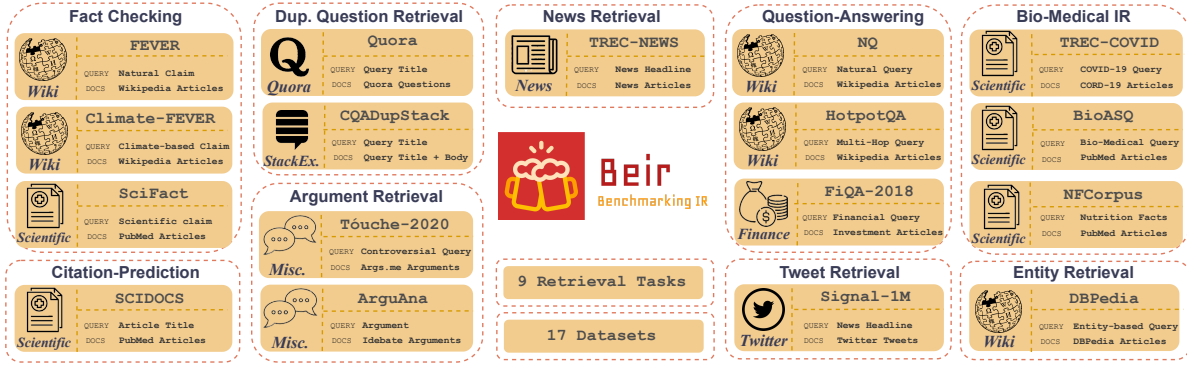 Fact Checking
FEVER
QUERY Natural Claim
DOCS Wikipedia Articles
Wiki
Climate-FEVER
QUERY Climate-based Claim
DOCS Wikipedia Articles
Wiki
SciFact
QUERY Scientific claim
DOCS PubMed Articles
Scientific
Citation-Prediction
SCIDOCS
QUERY Article Title
DOCS PubMed Articles
Scientific
Dup. Question Retrieval
Quora
QUERY Query Title
DOCS Quora Questions
Q
Quora
CQADupStack
QUERY Query Title
DOCS Query Title + Body
StackEx.
Argument Retrieval
Tóuche-2020
QUERY Controversial Query
DOCS Args.me Arguments
Misc.
ArguAna
QUERY Argument
DOCS Idebate Arguments
Misc.
News Retrieval
TREC-NEWS
QUERY News Headline
DOCS News Articles
News
Beir
Benchmarking IR
9 Retrieval Tasks
17 Datasets
Question-Answering
NQ
QUERY Natural Query
DOCS Wikipedia Articles
Wiki
HotpotQA
QUERY Multi-Hop Query
DOCS Wikipedia Articles
Wiki
FiQA-2018
QUERY Financial Query
DOCS Investment Articles
Finance
Tweet Retrieval
Signal-1M
QUERY News Headline
DOCS Twitter Tweets
Twitter
Bio-Medical IR
TREC-COVID
QUERY COVID-19 Query
DOCS CORD-19 Articles
Scientific
BioASQ
QUERY Bio-Medical Query
DOCS PubMed Articles
Scientific
NFCorpus
QUERY Nutrition Facts
DOCS PubMed Articles
Scientific
Entity Retrieval
DBPedia
QUERY Entity-based Query
DOCS DBPedia Articles
Wiki